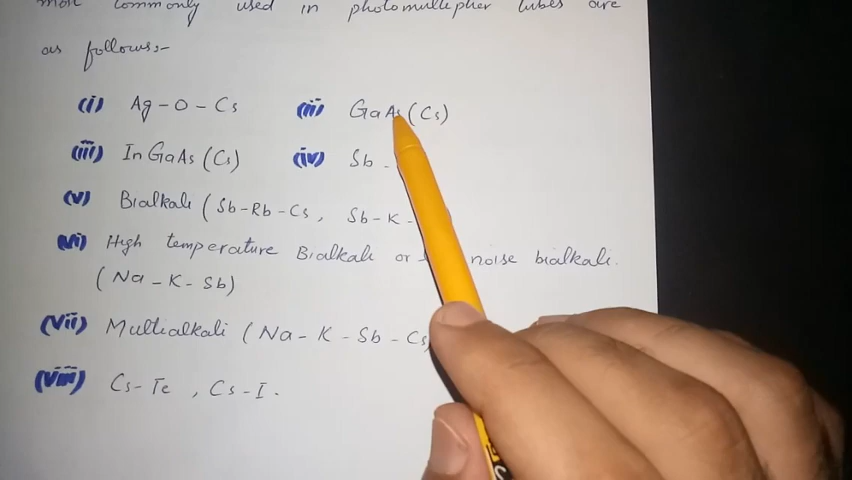 most commonly used in photomultiplier tubes are
as follows:-
(i) Ag-O-Cs (ii) GaAs(Cs)
(iii) InGaAs(Cs) (iv) Sb -
(v) Bialkali (Sb-Rb-Cs, Sb-K-
(vi) High temperature Bialkali or noise bialkali.
(Na-K-Sb)
(vii) Multialkali (Na-K-Sb-Cs)
(viii) Cs-Te, Cs-I.